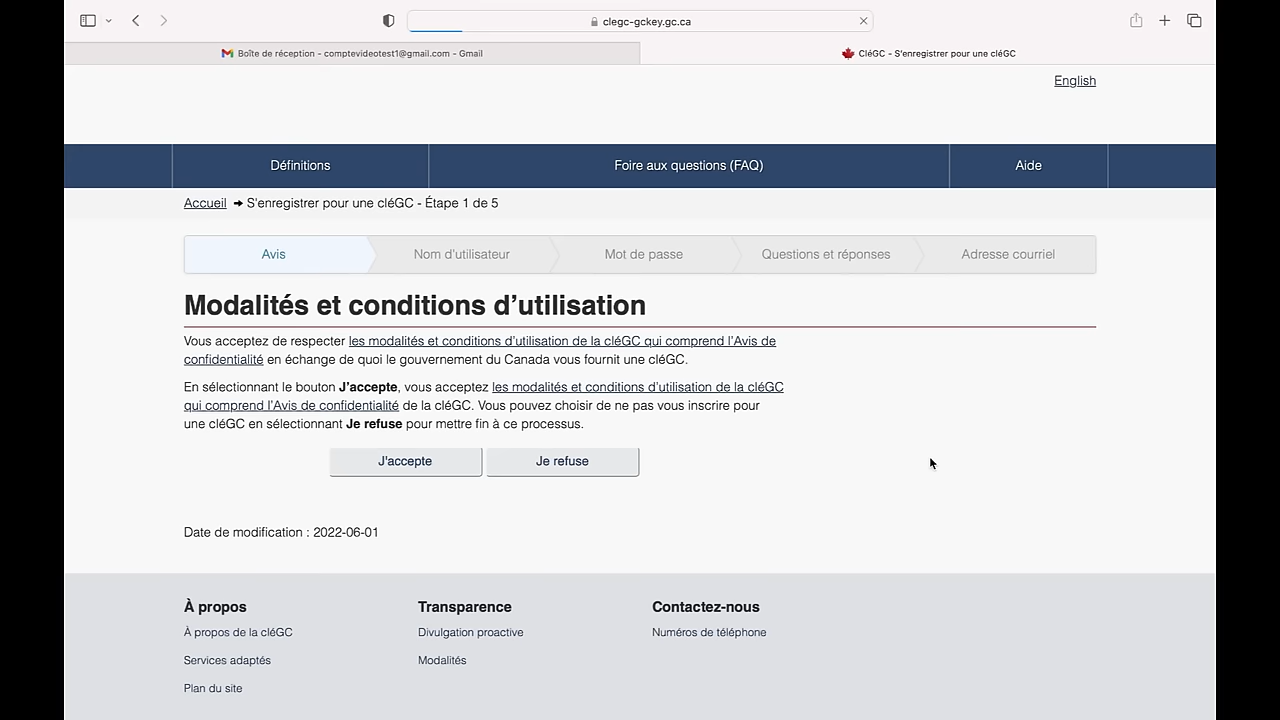 clegc-gckey.gc.ca
Boîte de réception - comptevideotest1@gmail.com - Gmail
CléGC - S'enregistrer pour une cléGC
English
Définitions
Foire aux questions (FAQ)
Aide
Accueil ➔ S'enregistrer pour une cléGC - Étape 1 de 5
Avis
Nom d'utilisateur
Mot de passe
Questions et réponses
Adresse courriel
Modalités et conditions d’utilisation
Vous acceptez de respecter les modalités et conditions d’utilisation de la cléGC qui comprend l’Avis de
confidentialité en échange de quoi le gouvernement du Canada vous fournit une cléGC.
En sélectionnant le bouton J’accepte, vous acceptez les modalités et conditions d’utilisation de la cléGC
qui comprend l’Avis de confidentialité de la cléGC. Vous pouvez choisir de ne pas vous inscrire pour
une cléGC en sélectionnant Je refuse pour mettre fin à ce processus.
J'accepte
Je refuse
Date de modification : 2022-06-01
À propos
Transparence
Contactez-nous
À propos de la cléGC
Divulgation proactive
Numéros de téléphone
Services adaptés
Modalités
Plan du site